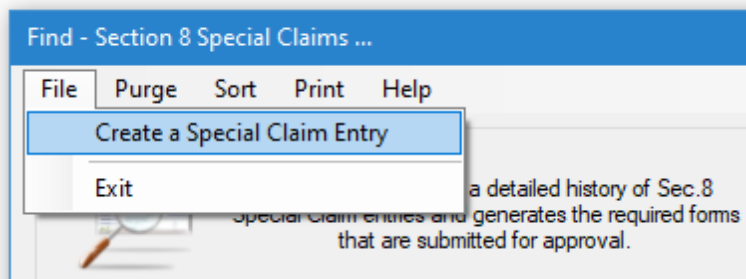 Find - Section 8 Special Claims ...
File Purge Sort Print Help
Create a Special Claim Entry
Exit
a detailed history of Sec.8
Special Claim entries and generates the required forms
that are submitted for approval.